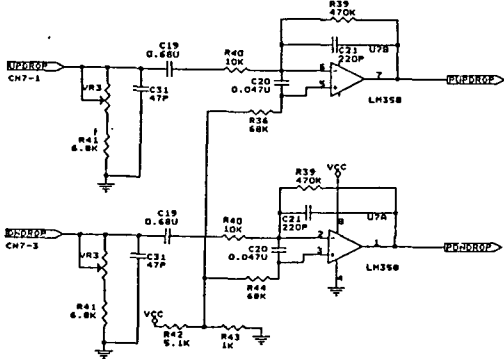 R39
470K
C19
0.68U
R40
10K
C21
220P
U7B
UPDROP
CN7-1
6
5
7
PUPDROP
C20
0.047U
LM358
VR3
C31
47P
R41
6.8K
R36
68K
R39
470K
VCC
C19
0.68U
R40
10K
C21
220P
8
U7A
DNDROP
CN7-3
2
3
1
PDNDROP
C20
0.047U
LM358
4
VR3
C31
47P
R44
68K
R41
6.8K
VCC
R42
5.1K
R43
1K